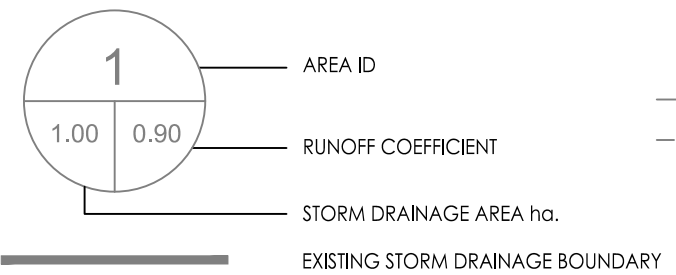 1
AREA ID
1.00 0.90
RUNOFF COEFFICIENT
STORM DRAINAGE AREA ha.
EXISTING STORM DRAINAGE BOUNDARY